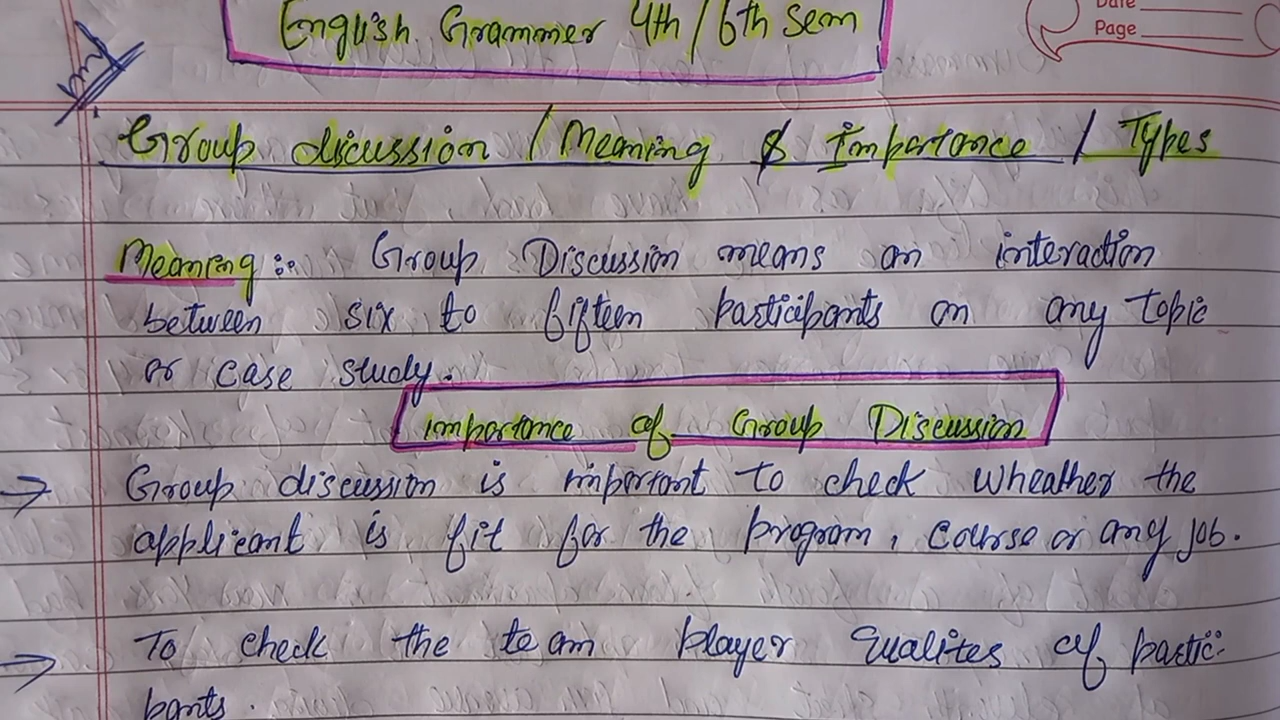 English Grammer 4th/6th sem
Date
Page
Group discussion / Meaning & Importance / Types
Meaning :- Group Discussion means an interaction
between six to fifteen participants on any topic
or case study.
importance of Group Discussion
→ Group discussion is important to check wheather the
applicant is fit for the program, course or any job.
→ To check the team player qualites of partici-
pants.